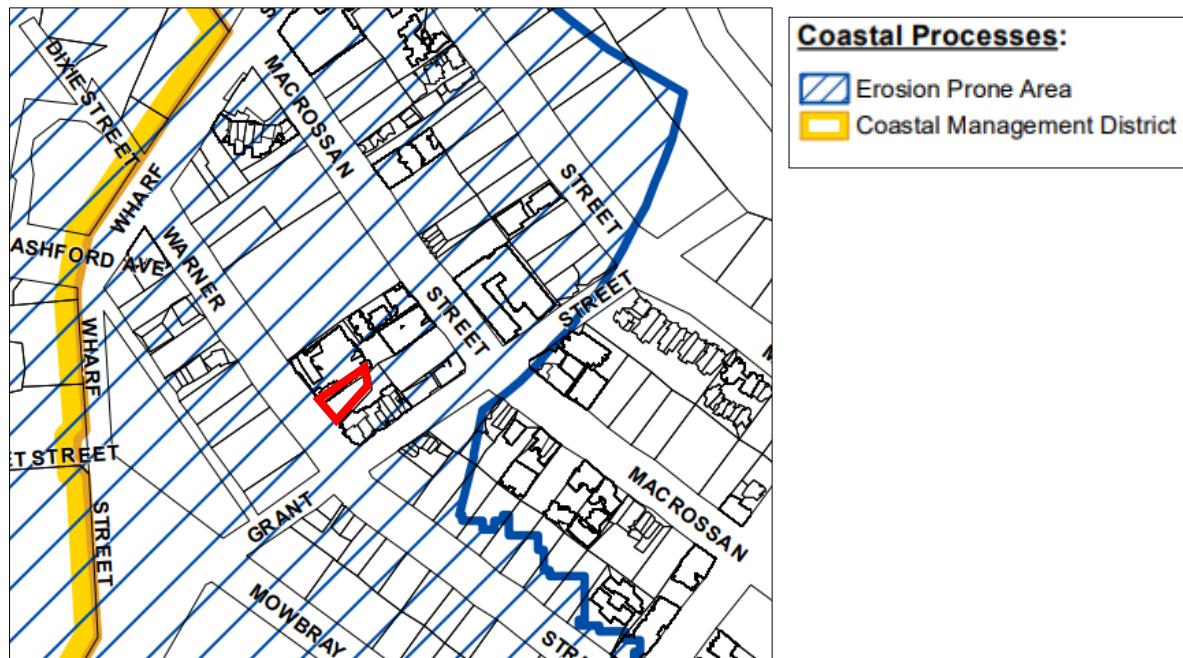 Coastal Processes:
Erosion Prone Area
Coastal Management District
DIXIE STREET
MACROSSAN
STREET
WHARF
ASHFORD AVE
WARNER
STREET
STREET
WHARF
STREET
STREET
GRANT
MACROSSAN
MOWBRAY